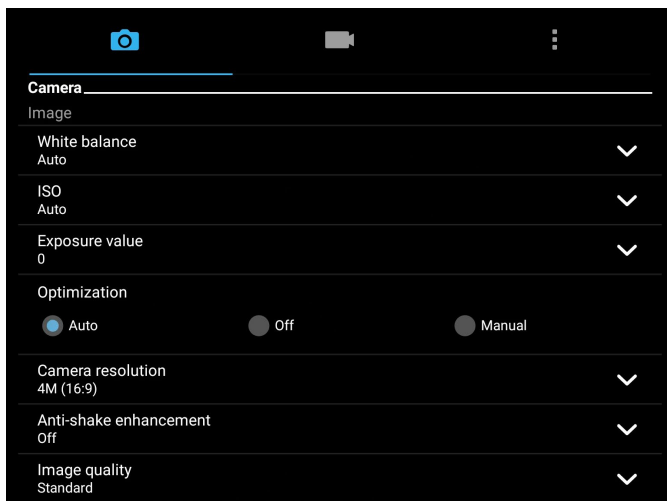 Camera
Image
White balance
Auto
ISO
Auto
Exposure value
0
Optimization
Auto Off Manual
Camera resolution
4M (16:9)
Anti-shake enhancement
Off
Image quality
Standard